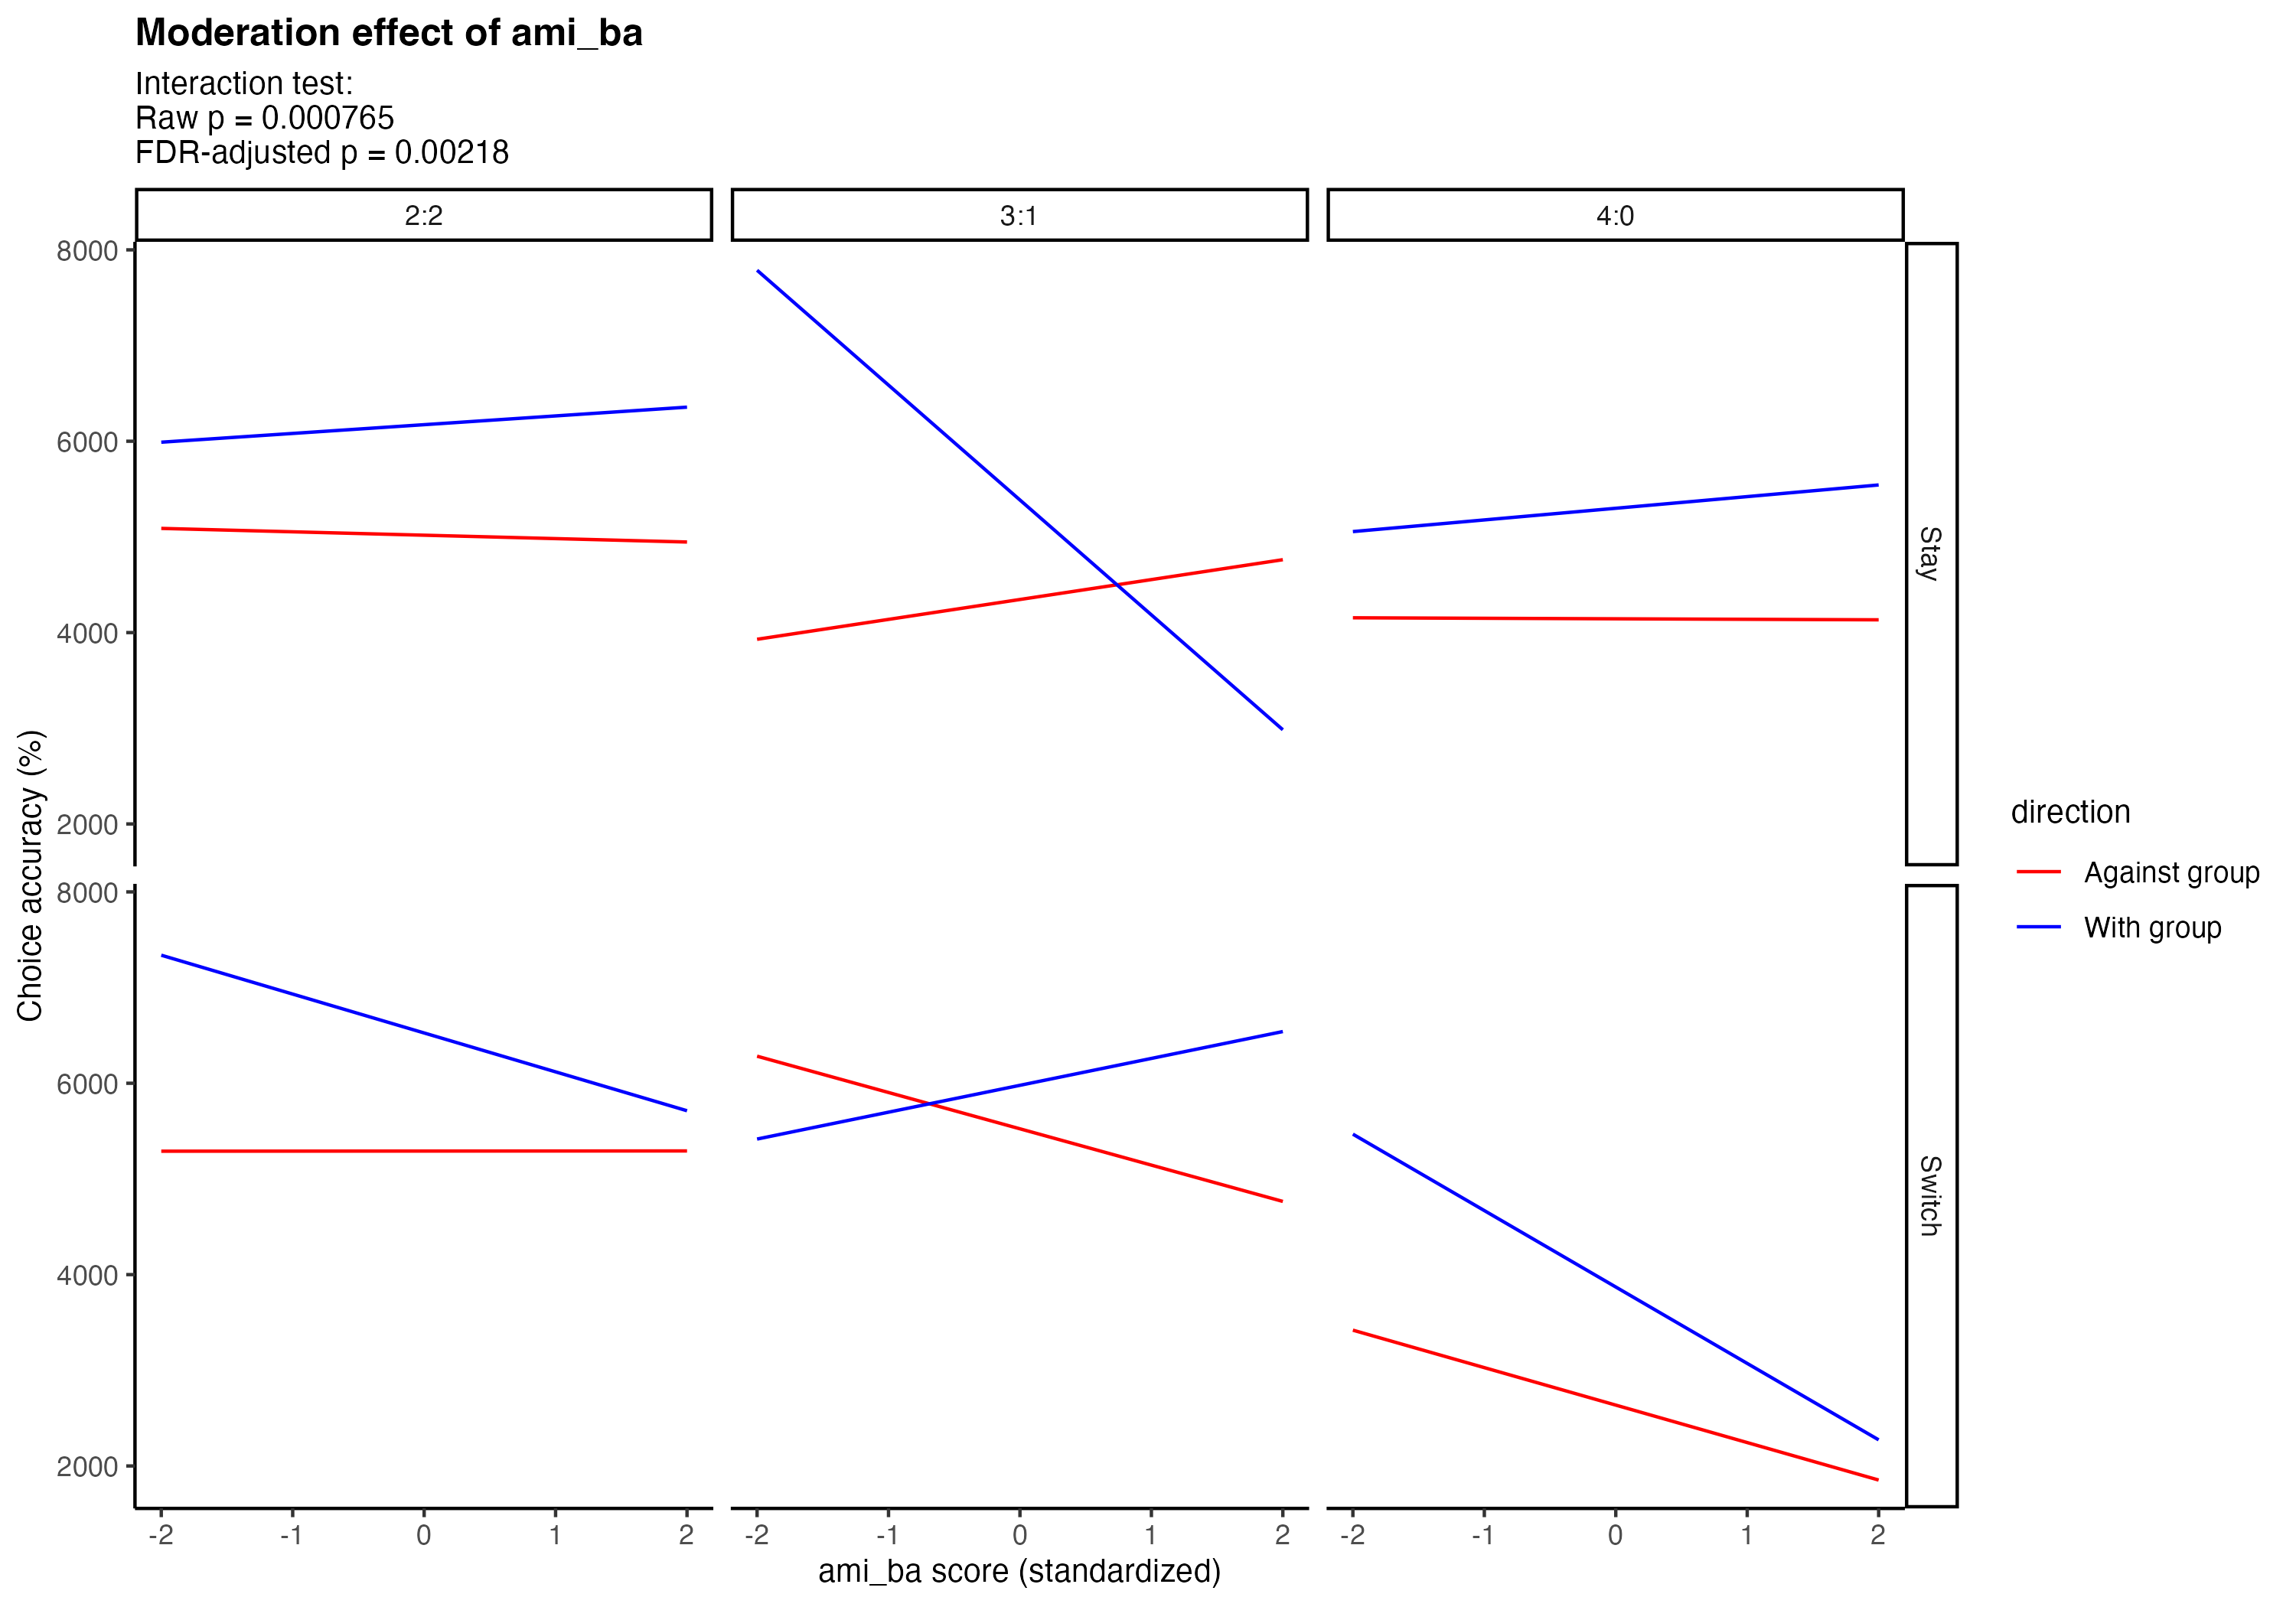 Moderation effect of ami_ba
Interaction test:
Raw p = 0.000765
FDR-adjusted p = 0.00218
2:2
3:1
4:0
8000
6000
4000
2000
Stay
8000
6000
4000
2000
Switch
Choice accuracy (%)
-2 -1 0 1 2
-2 -1 0 1 2
-2 -1 0 1 2
ami_ba score (standardized)
direction
Against group
With group